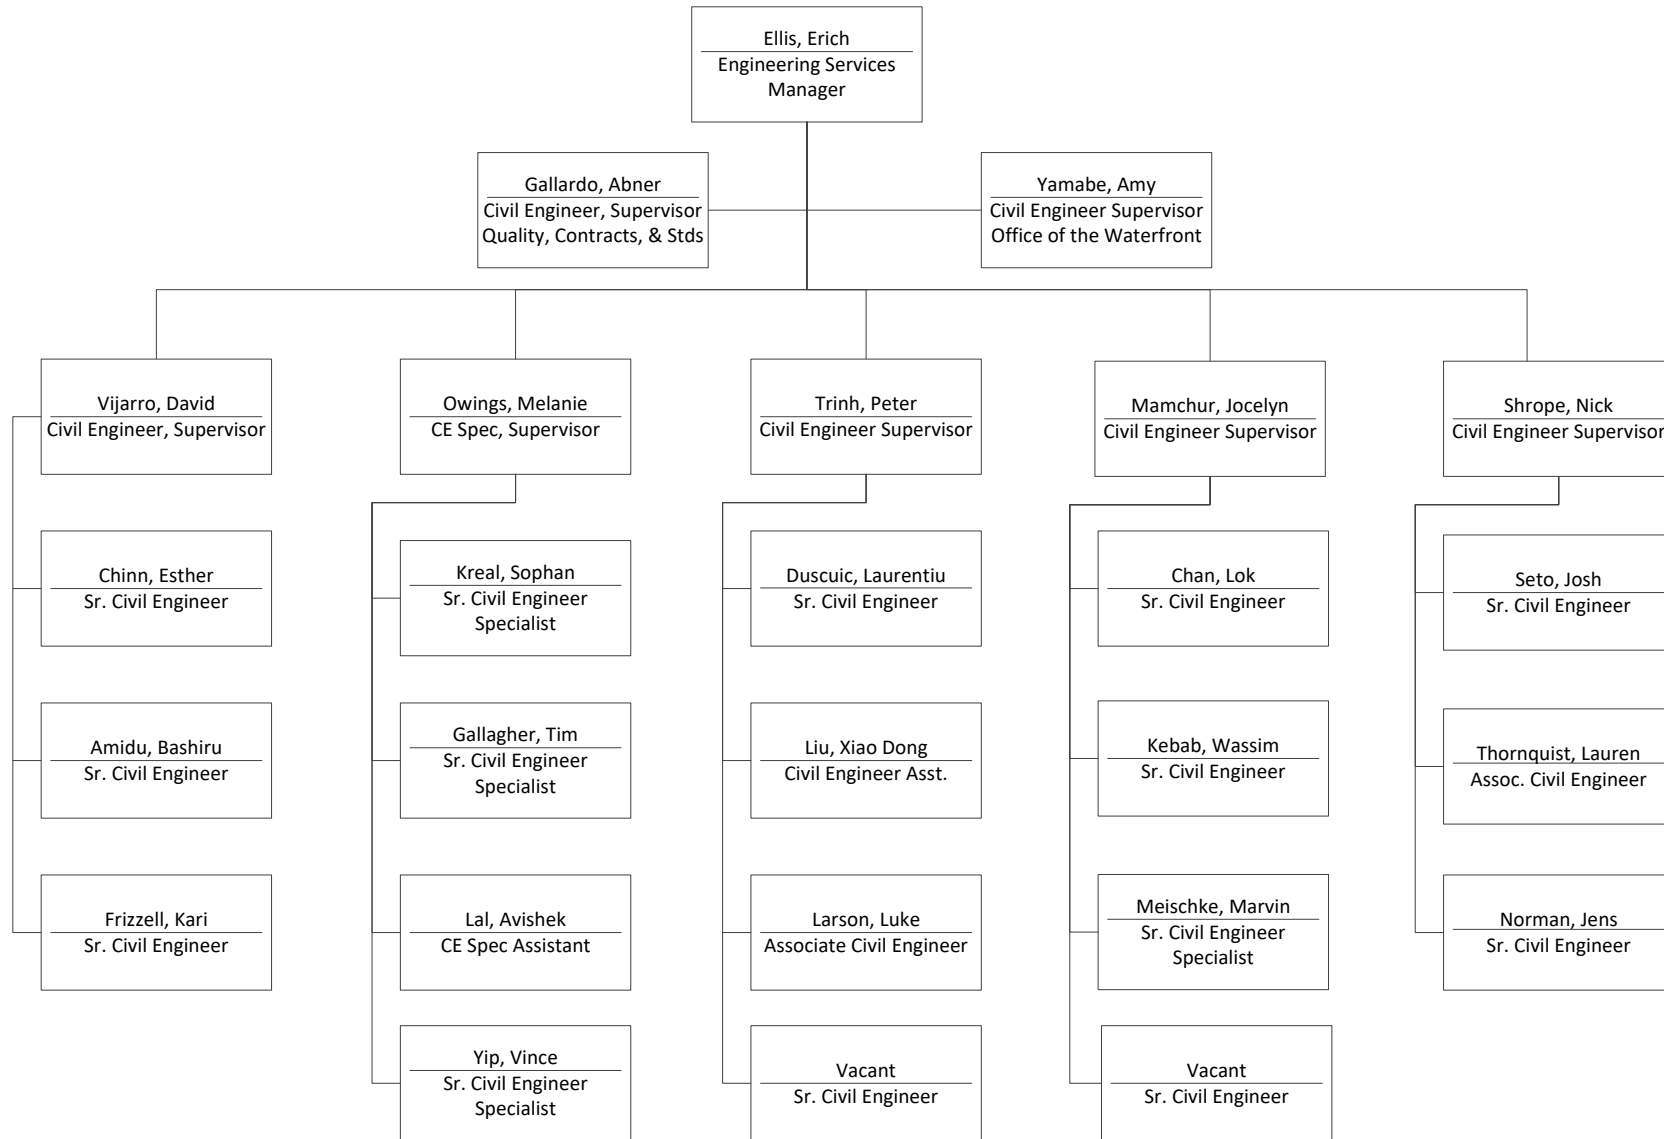 Ellis, Erich
Engineering Services
Manager
Gallardo, Abner
Civil Engineer, Supervisor
Quality, Contracts, & Stds
Yamabe, Amy
Civil Engineer Supervisor
Office of the Waterfront
Vijarro, David
Civil Engineer, Supervisor
Owings, Melanie
CE Spec, Supervisor
Trinh, Peter
Civil Engineer Supervisor
Mamchur, Jocelyn
Civil Engineer Supervisor
Shrope, Nick
Civil Engineer Supervisor
Chinn, Esther
Sr. Civil Engineer
Kreal, Sophan
Sr. Civil Engineer
Specialist
Duscuic, Laurentiu
Sr. Civil Engineer
Chan, Lok
Sr. Civil Engineer
Seto, Josh
Sr. Civil Engineer
Amidu, Bashiru
Sr. Civil Engineer
Gallagher, Tim
Sr. Civil Engineer
Specialist
Liu, Xiao Dong
Civil Engineer Asst.
Kebab, Wassim
Sr. Civil Engineer
Thornquist, Lauren
Assoc. Civil Engineer
Frizzell, Kari
Sr. Civil Engineer
Lal, Avishek
CE Spec Assistant
Larson, Luke
Associate Civil Engineer
Meischke, Marvin
Sr. Civil Engineer
Specialist
Norman, Jens
Sr. Civil Engineer
Yip, Vince
Sr. Civil Engineer
Specialist
Vacant
Sr. Civil Engineer
Vacant
Sr. Civil Engineer